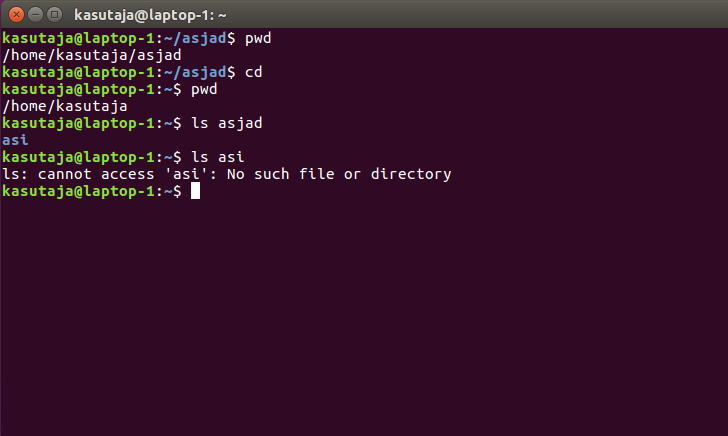 kasutaja@laptop-1: ~
kasutaja@laptop-1:~/asjad$ pwd
/home/kasutaja/asjad
kasutaja@laptop-1:~/asjad$ cd
kasutaja@laptop-1:~$ pwd
/home/kasutaja
kasutaja@laptop-1:~$ ls asjad
asi
kasutaja@laptop-1:~$ ls asi
ls: cannot access 'asi': No such file or directory
kasutaja@laptop-1:~$